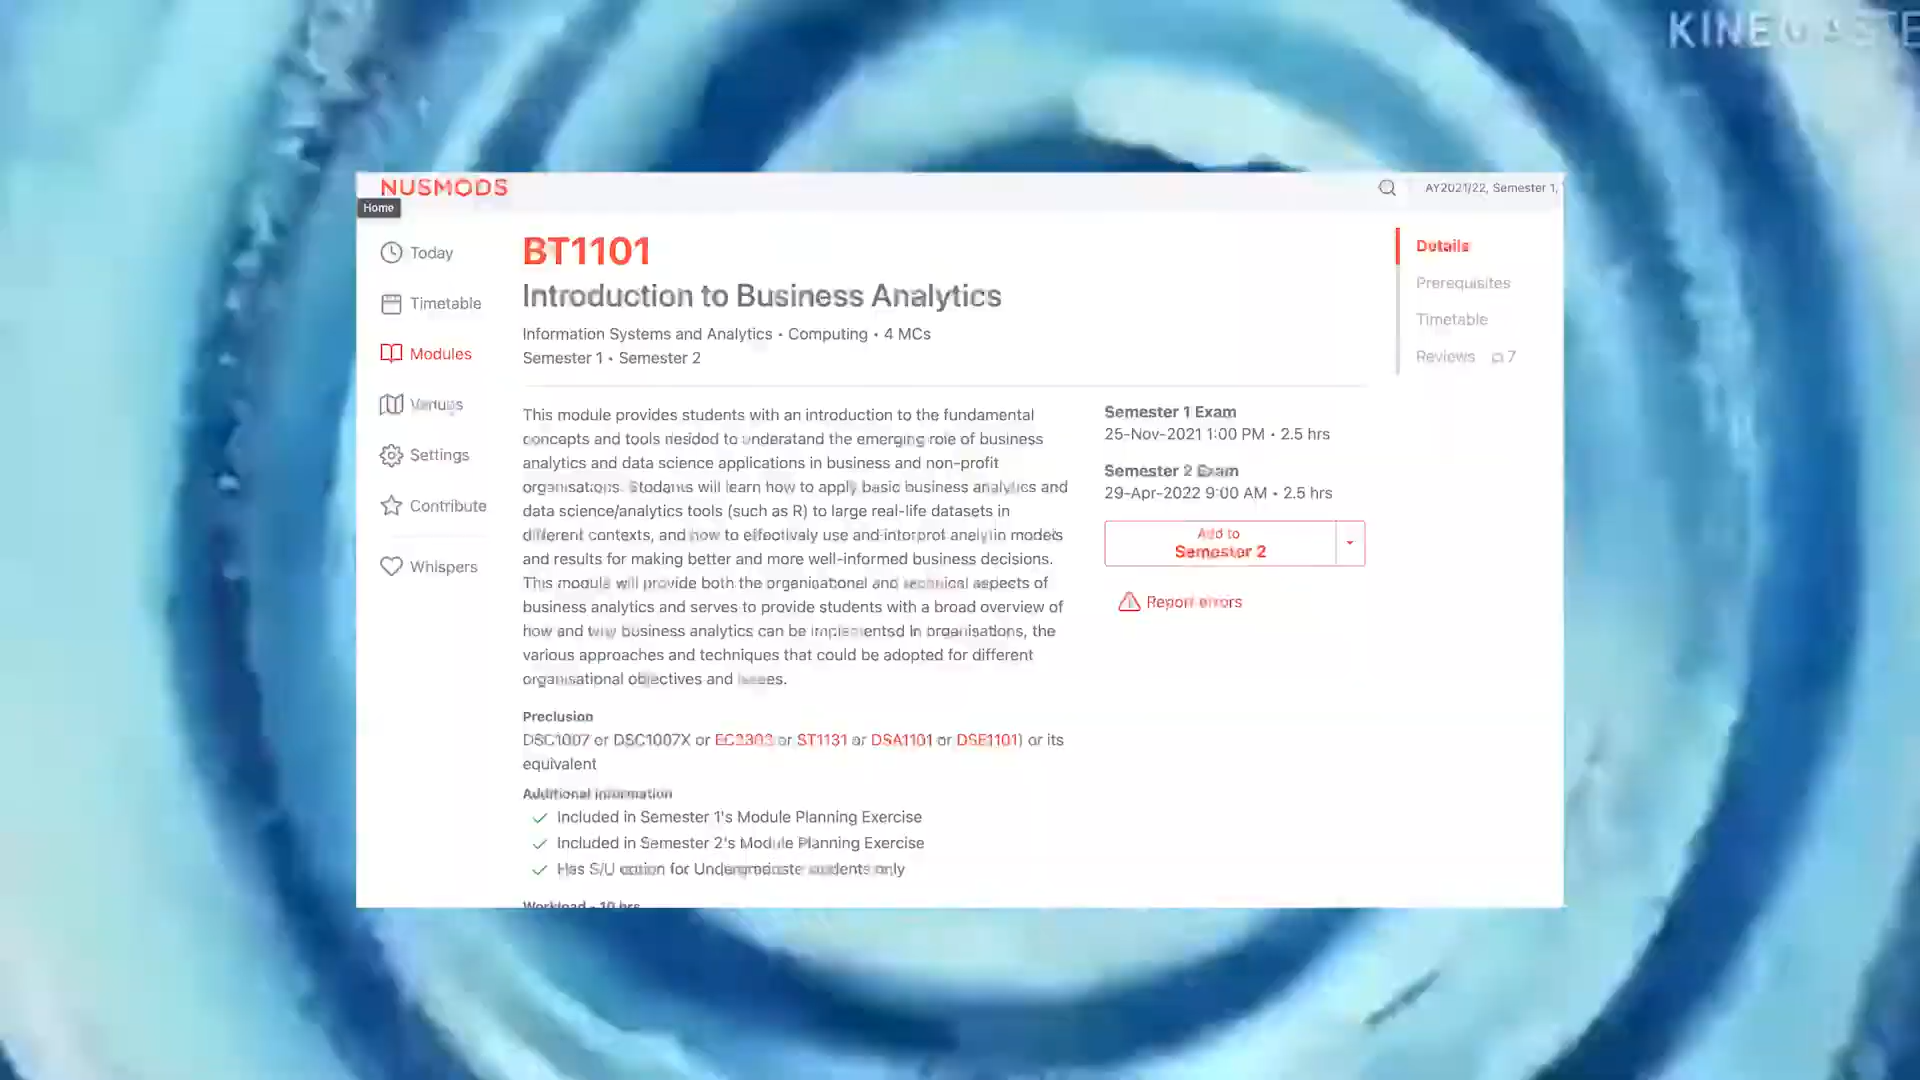 KINEMASTE
NUSMODS
AY2021/22, Semester 1,
Home
Today
Timetable
Modules
Venues
Settings
Contribute
Whispers
BT1101
Introduction to Business Analytics
Information Systems and Analytics • Computing • 4 MCs
Semester 1 • Semester 2
This module provides students with an introduction to the fundamental
concepts and tools needed to understand the emerging role of business
analytics and data science applications in business and non-profit
organisations. Students will learn how to apply basic business analytics and
data science/analytics tools (such as R) to large real-life datasets in
different contexts, and how to effectively use and interpret analytic models
and results for making better and more well-informed business decisions.
This module will provide both the organisational and technical aspects of
business analytics and serves to provide students with a broad overview of
how and why business analytics can be implemented in organisations, the
various approaches and techniques that could be adopted for different
organisational objectives and issues.
Preclusion
DSC1007 or DSC1007X or EC2303 or ST1131 or DSA1101 or DSE1101) or its
equivalent
Additional information
Included in Semester 1's Module Planning Exercise
Included in Semester 2's Module Planning Exercise
Has S/U option for Undergraduate students only
Workload - 10 hrs
Semester 1 Exam
25-Nov-2021 1:00 PM • 2.5 hrs
Semester 2 Exam
29-Apr-2022 9:00 AM • 2.5 hrs
Add to
Semester 2
Report errors
Details
Prerequisites
Timetable
Reviews 7